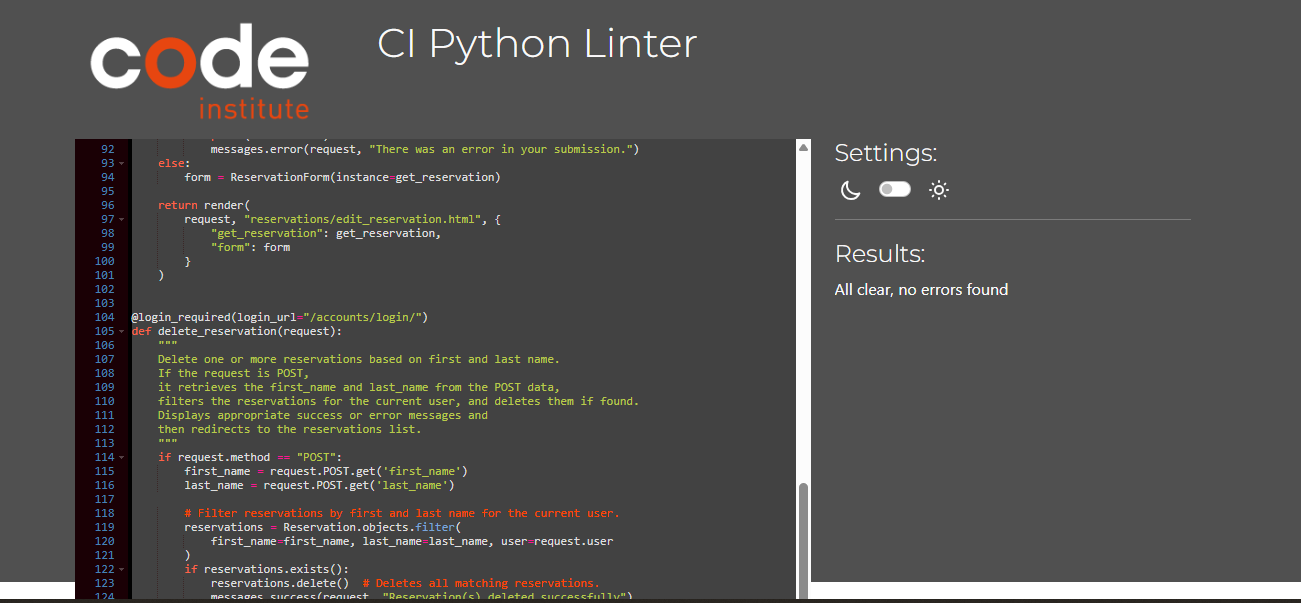 code
institute
CI Python Linter
92 messages.error(request, "There was an error in your submission.")
93 else:
94 form = ReservationForm(instance=get_reservation)
95
96 return render(
97 request, "reservations/edit_reservation.html", {
98 "get_reservation": get_reservation,
99 "form": form
100 }
101 )
102
103
104 @login_required(login_url="/accounts/login/")
105 def delete_reservation(request):
106 """
107 Delete one or more reservations based on first and last name.
108 If the request is POST,
109 it retrieves the first_name and last_name from the POST data,
110 filters the reservations for the current user, and deletes them if found.
111 Displays appropriate success or error messages and
112 then redirects to the reservations list.
113 """
114 if request.method == "POST":
115 first_name = request.POST.get('first_name')
116 last_name = request.POST.get('last_name')
117
118 # Filter reservations by first and last name for the current user.
119 reservations = Reservation.objects.filter(
120 first_name=first_name, last_name=last_name, user=request.user
121 )
122 if reservations.exists():
123 reservations.delete()  # Deletes all matching reservations.
124 messages.success(request, "Reservation(s) deleted successfully")
Settings:
Results:
All clear, no errors found